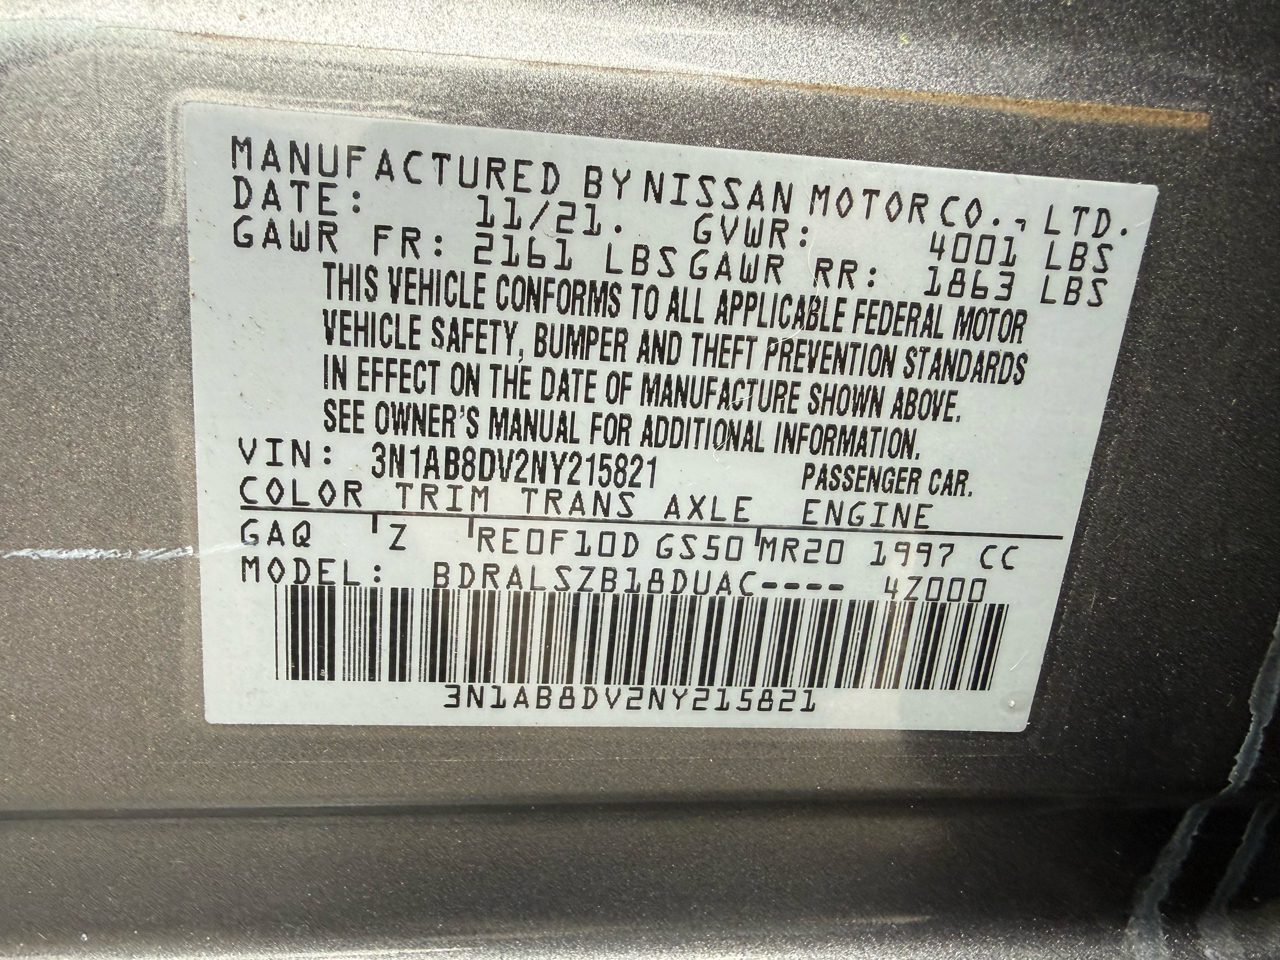 MANUFACTURED BY NISSAN MOTOR CO., LTD.
DATE: 11/21. GVWR: 4001 LBS
GAWR FR: 2161 LBS GAWR RR: 1863 LBS
THIS VEHICLE CONFORMS TO ALL APPLICABLE FEDERAL MOTOR
VEHICLE SAFETY, BUMPER AND THEFT PREVENTION STANDARDS
IN EFFECT ON THE DATE OF MANUFACTURE SHOWN ABOVE.
SEE OWNER'S MANUAL FOR ADDITIONAL INFORMATION.
VIN: 3N1AB8DV2NY215821 PASSENGER CAR.
COLOR TRIM TRANS AXLE ENGINE
GAQ Z RE0F10D GS50 MR20 1997 CC
MODEL: BDRALSZB18DUAC---- 4Z000
3N1AB8DV2NY215821